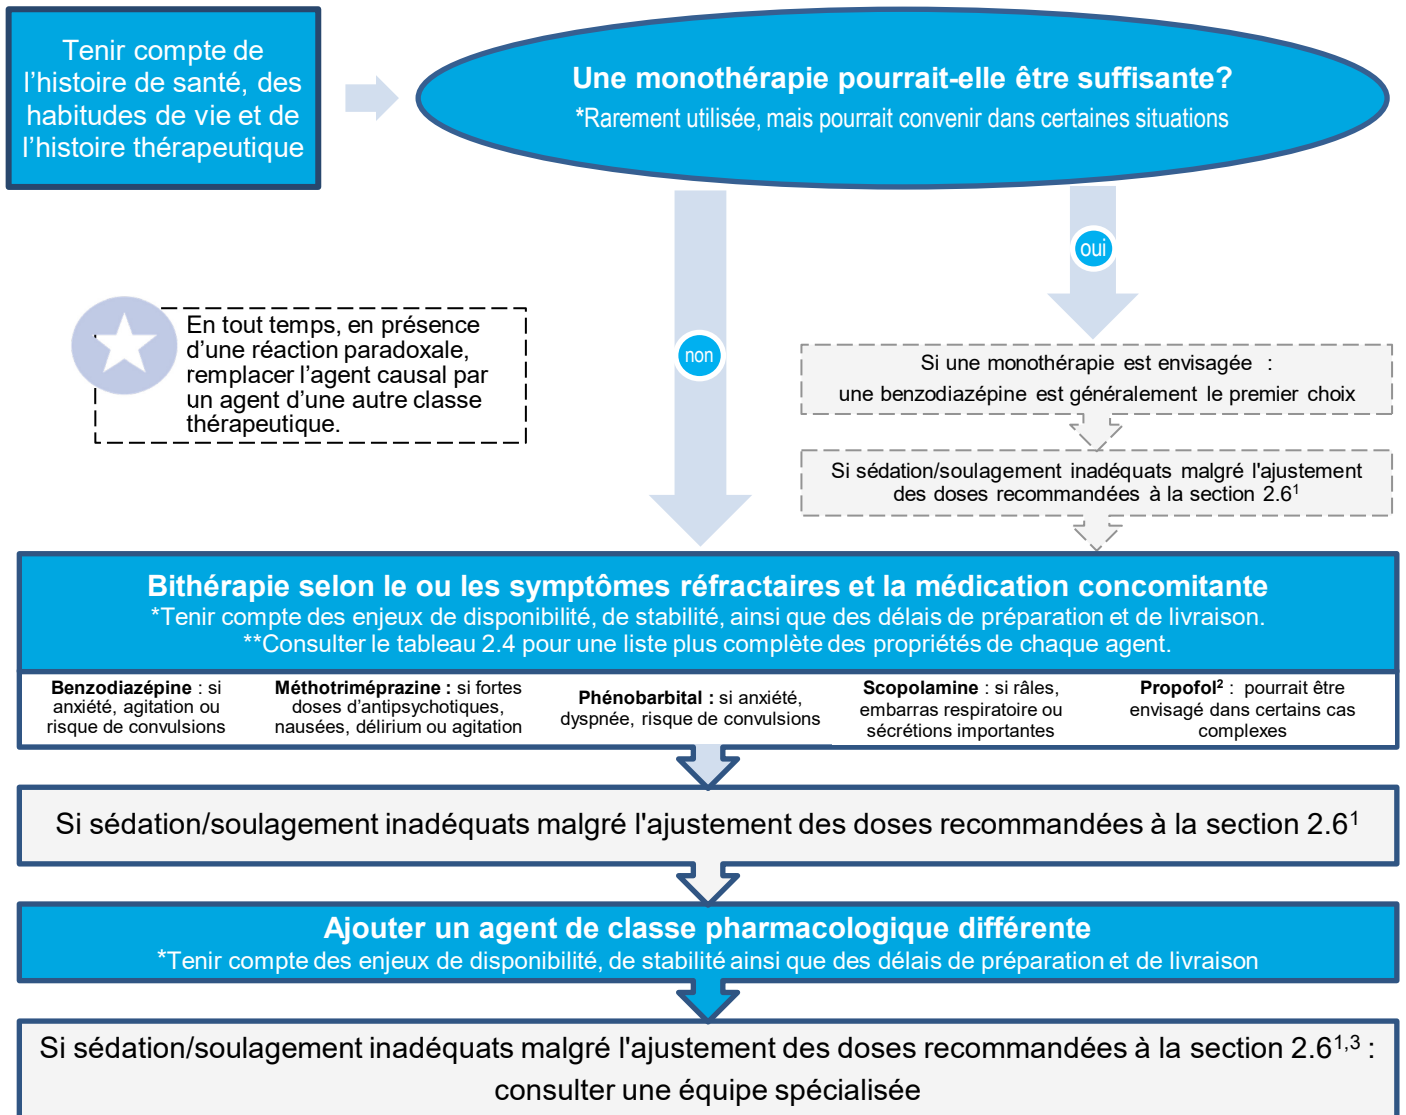 Tenir compte de
l’histoire de santé, des
habitudes de vie et de
l’histoire thérapeutique
Une monothérapie pourrait-elle être suffisante?
*Rarement utilisée, mais pourrait convenir dans certaines situations
oui
non
En tout temps, en présence
d’une réaction paradoxale,
remplacer l’agent causal par
un agent d’une autre classe
thérapeutique.
Si une monothérapie est envisagée :
une benzodiazépine est généralement le premier choix
Si sédation/soulagement inadéquats malgré l'ajustement
des doses recommandées à la section 2.6¹
Bithérapie selon le ou les symptômes réfractaires et la médication concomitante
*Tenir compte des enjeux de disponibilité, de stabilité, ainsi que des délais de préparation et de livraison.
**Consulter le tableau 2.4 pour une liste plus complète des propriétés de chaque agent.
Benzodiazépine : si
anxiété, agitation ou
risque de convulsions
Méthotriméprazine : si fortes
doses d’antipsychotiques,
nausées, délirium ou agitation
Phénobarbital : si anxiété,
dyspnée, risque de convulsions
Scopolamine : si râles,
embarras respiratoire ou
sécrétions importantes
Propofol² : pourrait être
envisagé dans certains cas
complexes
Si sédation/soulagement inadéquats malgré l'ajustement des doses recommandées à la section 2.6¹
Ajouter un agent de classe pharmacologique différente
*Tenir compte des enjeux de disponibilité, de stabilité ainsi que des délais de préparation et de livraison
Si sédation/soulagement inadéquats malgré l'ajustement des doses recommandées à la section 2.6¹,³ :
consulter une équipe spécialisée